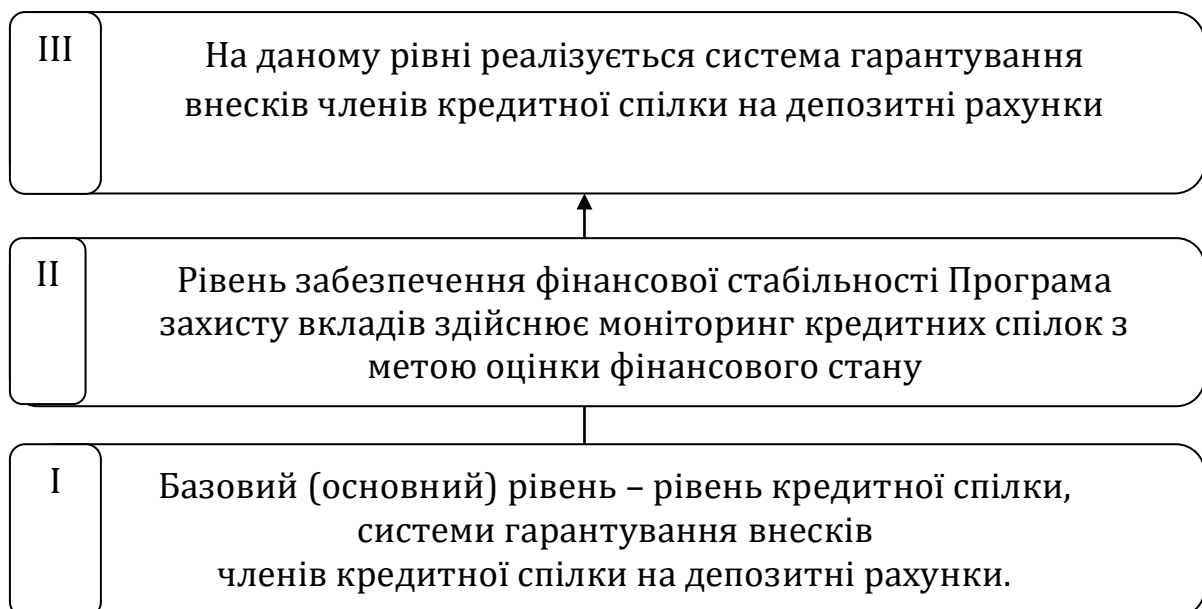 III
На даному рівні реалізується система гарантування
внесків членів кредитної спілки на депозитні рахунки
II
Рівень забезпечення фінансової стабільності Програма
захисту вкладів здійснює моніторинг кредитних спілок з
метою оцінки фінансового стану
I
Базовий (основний) рівень – рівень кредитної спілки,
системи гарантування внесків
членів кредитної спілки на депозитні рахунки.